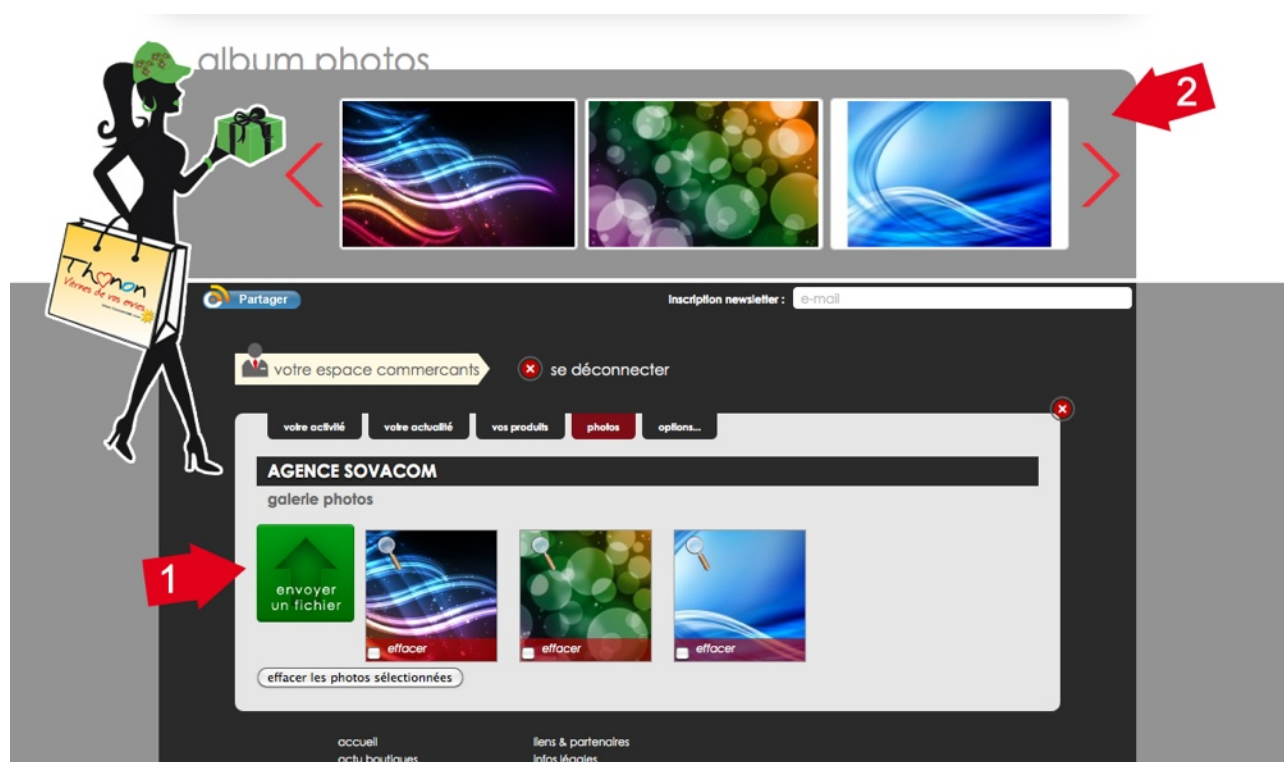 album photos
2
Thonon
Vitrines de vos envies
Partager
Inscription newsletter :
e-mail
votre espace commercants
se déconnecter
votre activité
votre actualité
vos produits
photos
options...
AGENCE SOVACOM
galerie photos
1
envoyer
un fichier
effacer
effacer
effacer
effacer les photos sélectionnées
accueil
liens & partenaires
actu boutiques
infos légales